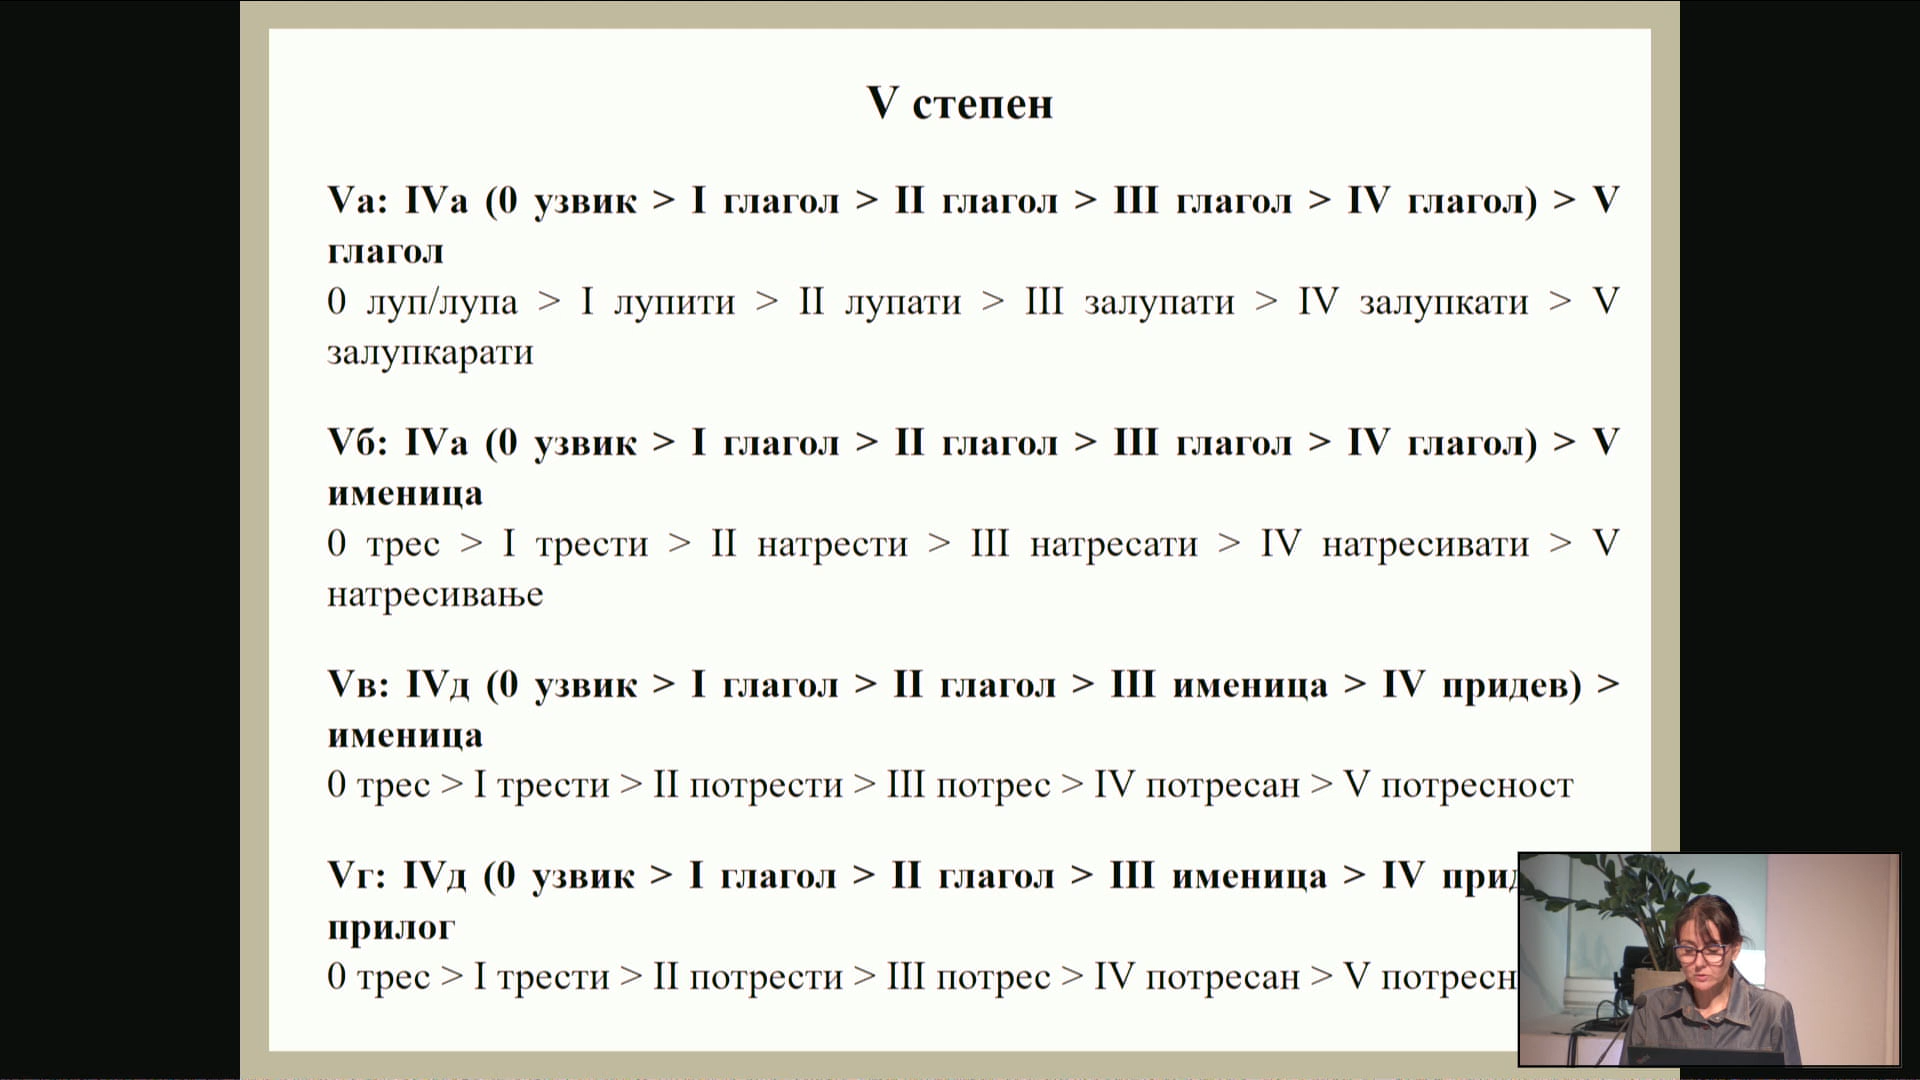 V степен
Vа: IVа (0 узвик > I глагол > II глагол > III глагол > IV глагол) > V
глагол
0 луп/лупа > I лупити > II лупати > III залупати > IV залупкати > V
залупкарати
Vб: IVа (0 узвик > I глагол > II глагол > III глагол > IV глагол) > V
именица
0 трес > I трести > II натрести > III натресати > IV натресивати > V
натресивање
Vв: IVд (0 узвик > I глагол > II глагол > III именица > IV придев) >
именица
0 трес > I трести > II потрести > III потрес > IV потресан > V потресност
Vг: IVд (0 узвик > I глагол > II глагол > III именица > IV
прилог
0 трес > I трести > II потрести > III потрес > IV потресан > V